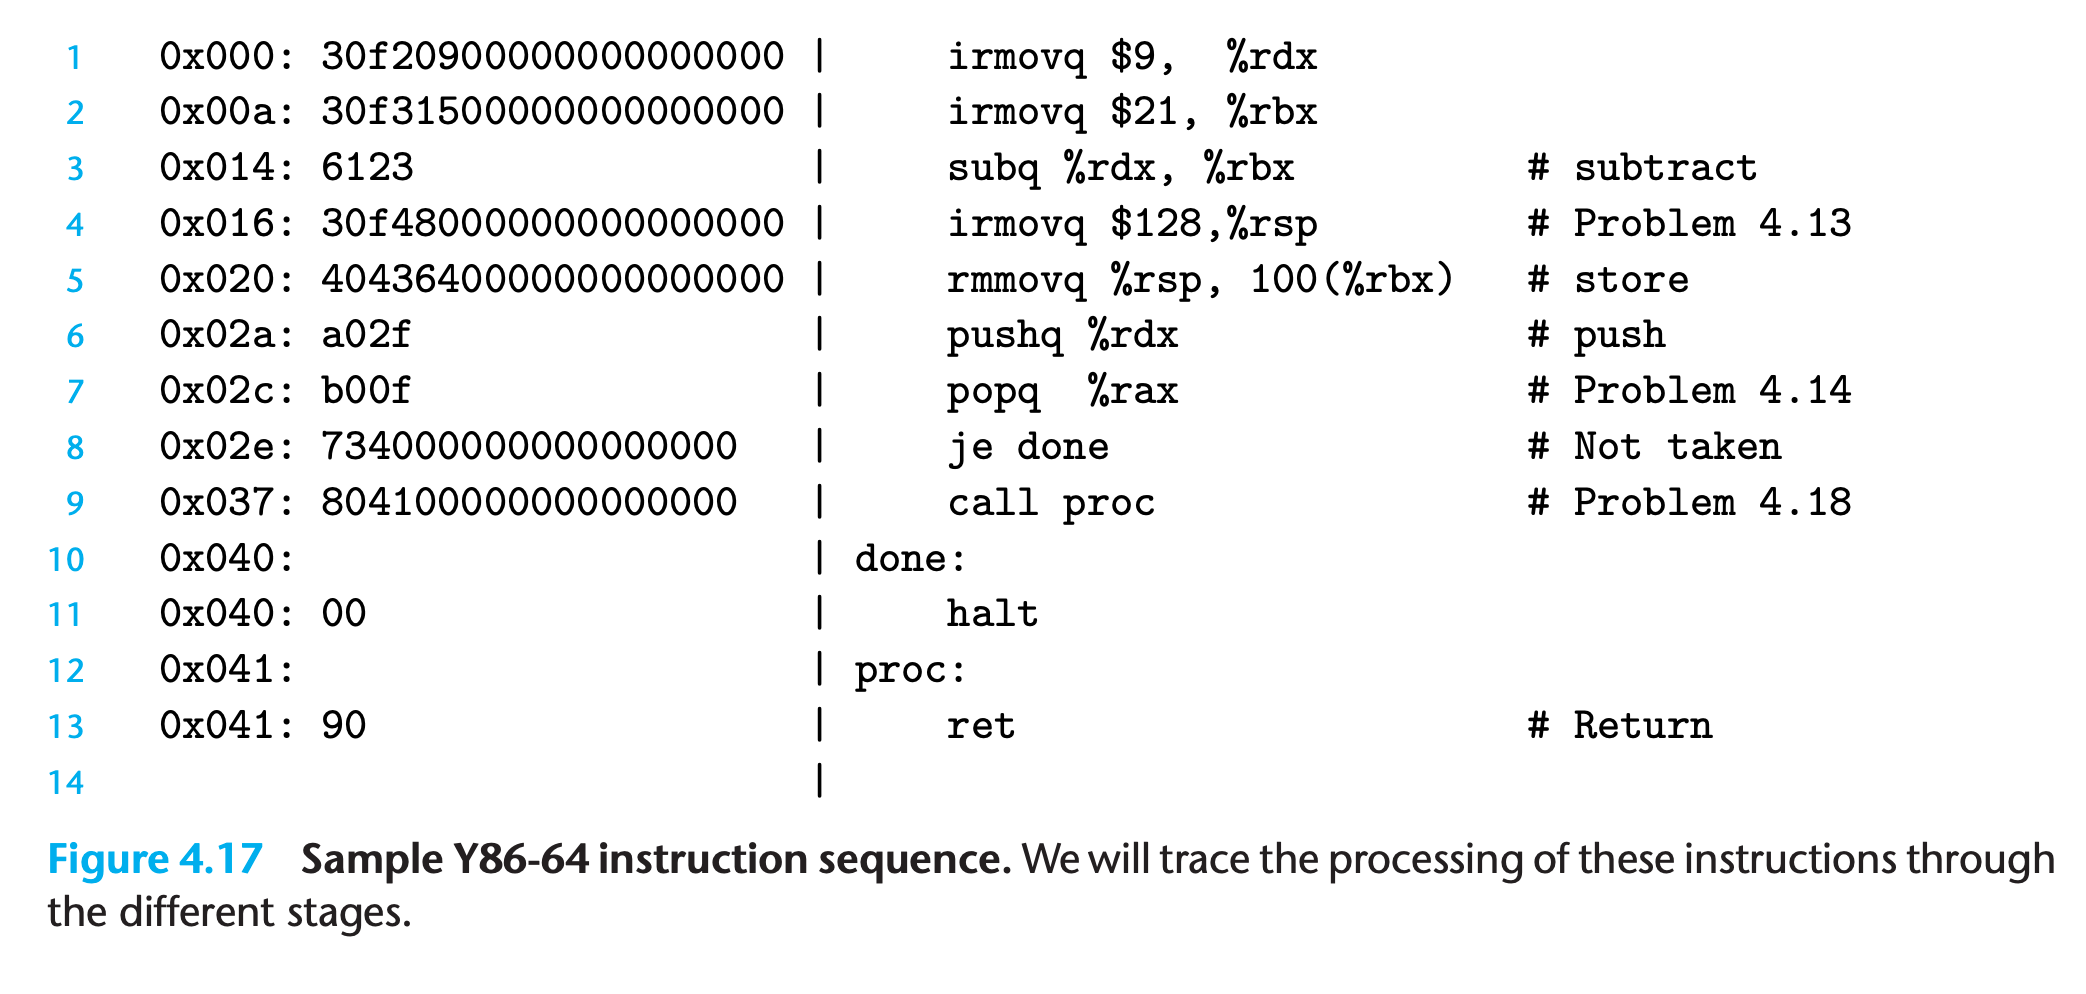 1 0x000: 30f20900000000000000 | irmovq $9, %rdx
2 0x00a: 30f31500000000000000 | irmovq $21, %rbx
3 0x014: 6123 | subq %rdx, %rbx # subtract
4 0x016: 30f48000000000000000 | irmovq $128,%rsp # Problem 4.13
5 0x020: 40436400000000000000 | rmmovq %rsp, 100(%rbx) # store
6 0x02a: a02f | pushq %rdx # push
7 0x02c: b00f | popq %rax # Problem 4.14
8 0x02e: 734000000000000000 | je done # Not taken
9 0x037: 804100000000000000 | call proc # Problem 4.18
10 0x040: | done:
11 0x040: 00 | halt
12 0x041: | proc:
13 0x041: 90 | ret # Return
14 |
Figure 4.17 Sample Y86-64 instruction sequence. We will trace the processing of these instructions through
the different stages.